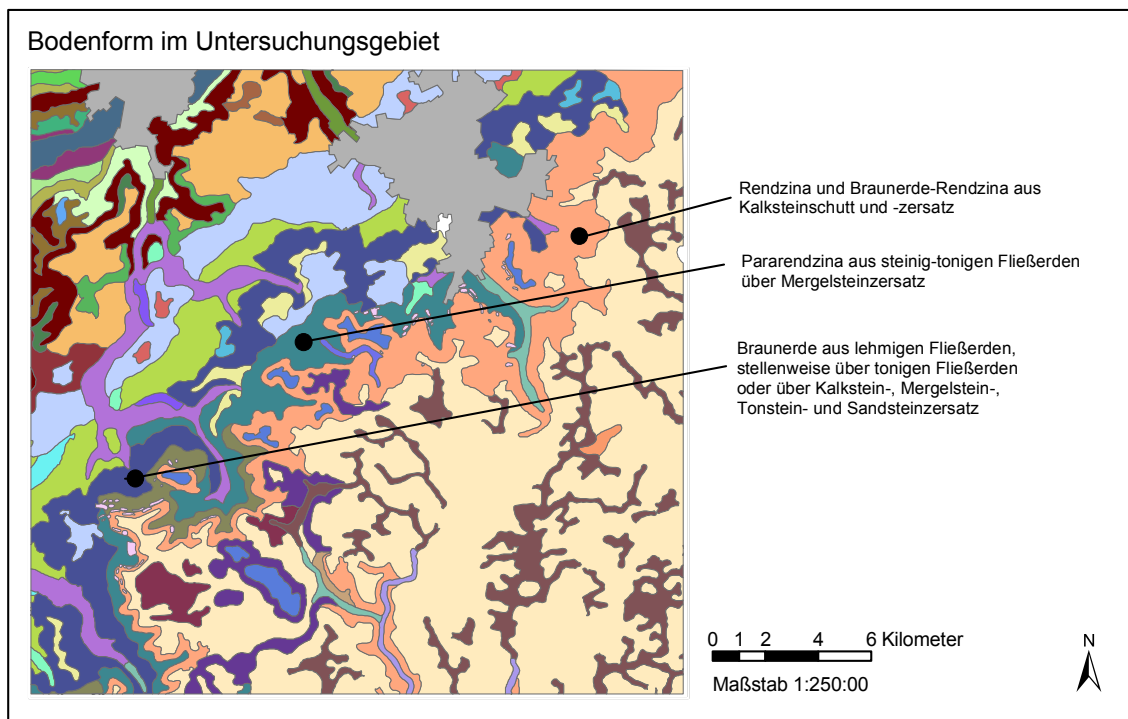 Bodenform im Untersuchungsgebiet
Rendzina und Braunerde-Rendzina aus
Kalksteinschutt und -zersatz
Pararendzina aus steinig-tonigen Fließerden
über Mergelsteinzersatz
Braunerde aus lehmigen Fließerden,
stellenweise über tonigen Fließerden
oder über Kalkstein-, Mergelstein-,
Tonstein- und Sandsteinzersatz
0 1 2 4 6 Kilometer
Maßstab 1:250:00
N